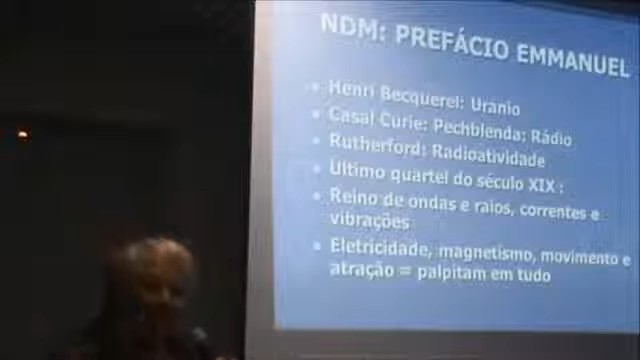 NDM: PREFÁCIO EMMANUEL
Henri Becquerel: Uranio
Casal Curie: Pechblenda: Rádio
Rutherford: Radioatividade
Ultimo quartel do século XIX :
Reino de ondas e raios, correntes e
vibrações
Eletricidade, magnetismo, movimento e
atração = palpitam em tudo